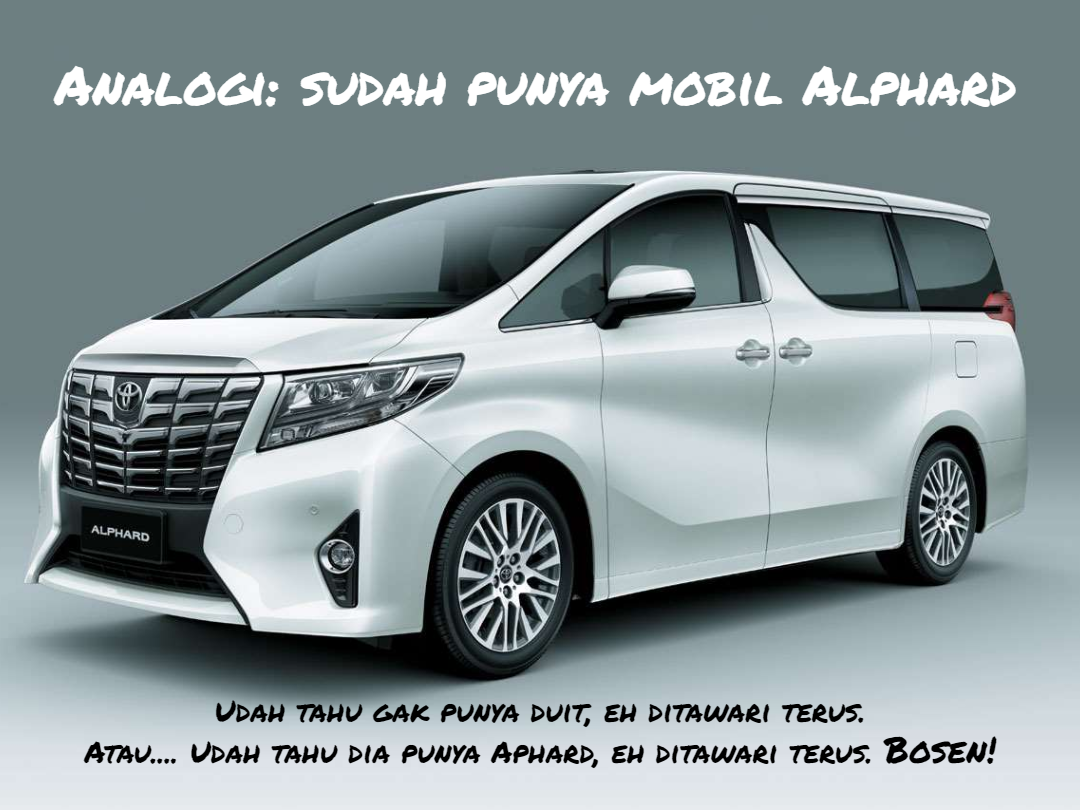 Analogi: sudah punya mobil Alphard
ALPHARD
Udah tahu gak punya duit, eh ditawari terus.
Atau.... Udah tahu dia punya Aphard, eh ditawari terus. Bosen!